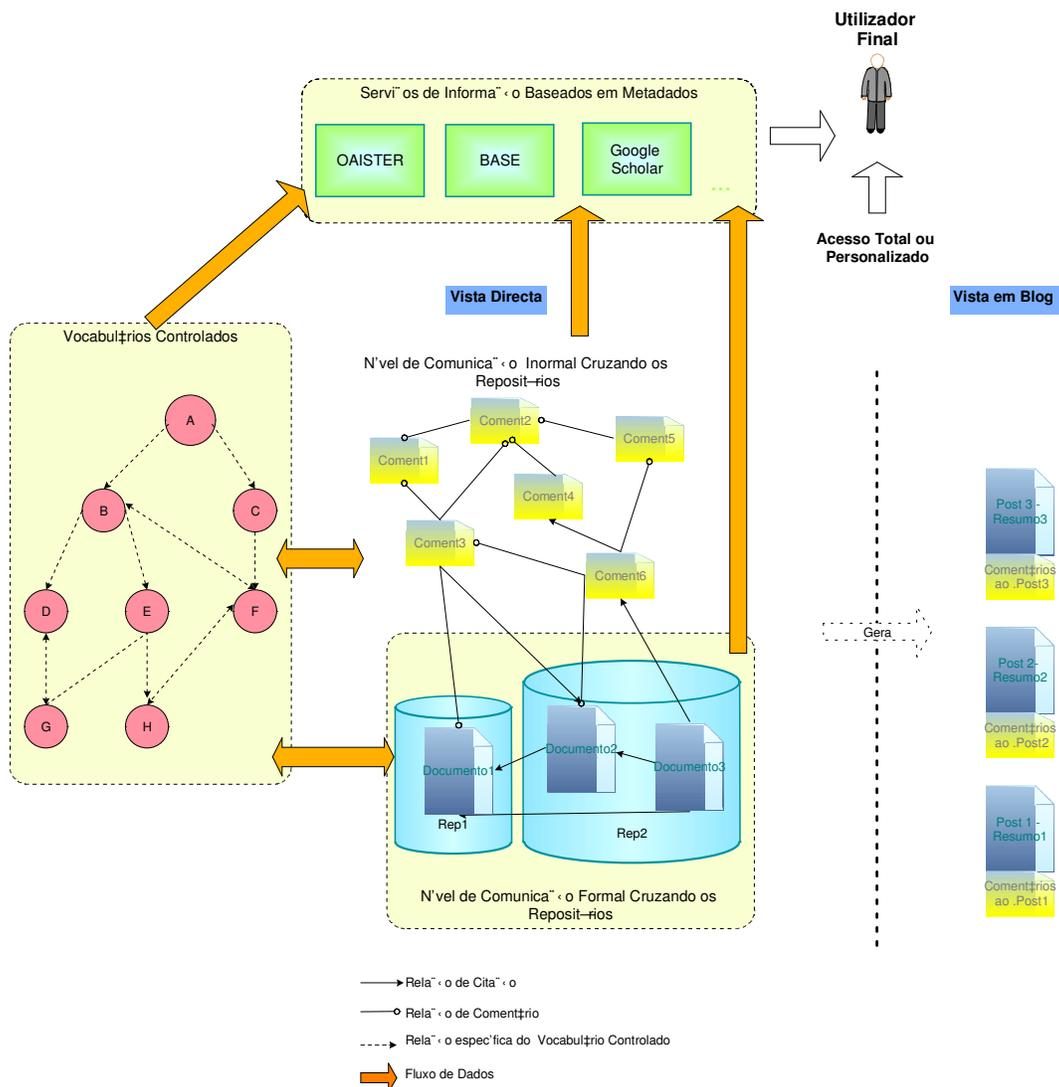 Utilizador
Final
Servi¨ ‹ os de Informa¨ ‹ o Baseados em Metadados
OAISTER
BASE
Google
Scholar
...
Acesso Total ou
Personalizado
Vista Directa
Vista em Blog
Vocabul‡rios Controlados
N’vel de Comunica¨ ‹ o Inormal Cruzando os
Reposit—rios
A
B
C
D
E
F
G
H
Coment2
Coment5
Coment1
Coment4
Coment3
Coment6
Gera
Post 3 -
Resumo3
Coment‡rios
ao .Post3
Post 2-
Resumo2
Coment‡rios
ao .Post2
Post 1 -
Resumo1
Coment‡rios
ao .Post1
Documento1
Documento2
Documento3
Rep1
Rep2
N’vel de Comunica¨ ‹ o Formal Cruzando os
Reposit—rios
Rela¨ ‹ o de Cita¨ ‹ o
Rela¨ ‹ o de Coment‡rio
Rela¨ ‹ o espec’fica do Vocabul‡rio Controlado
Fluxo de Dados